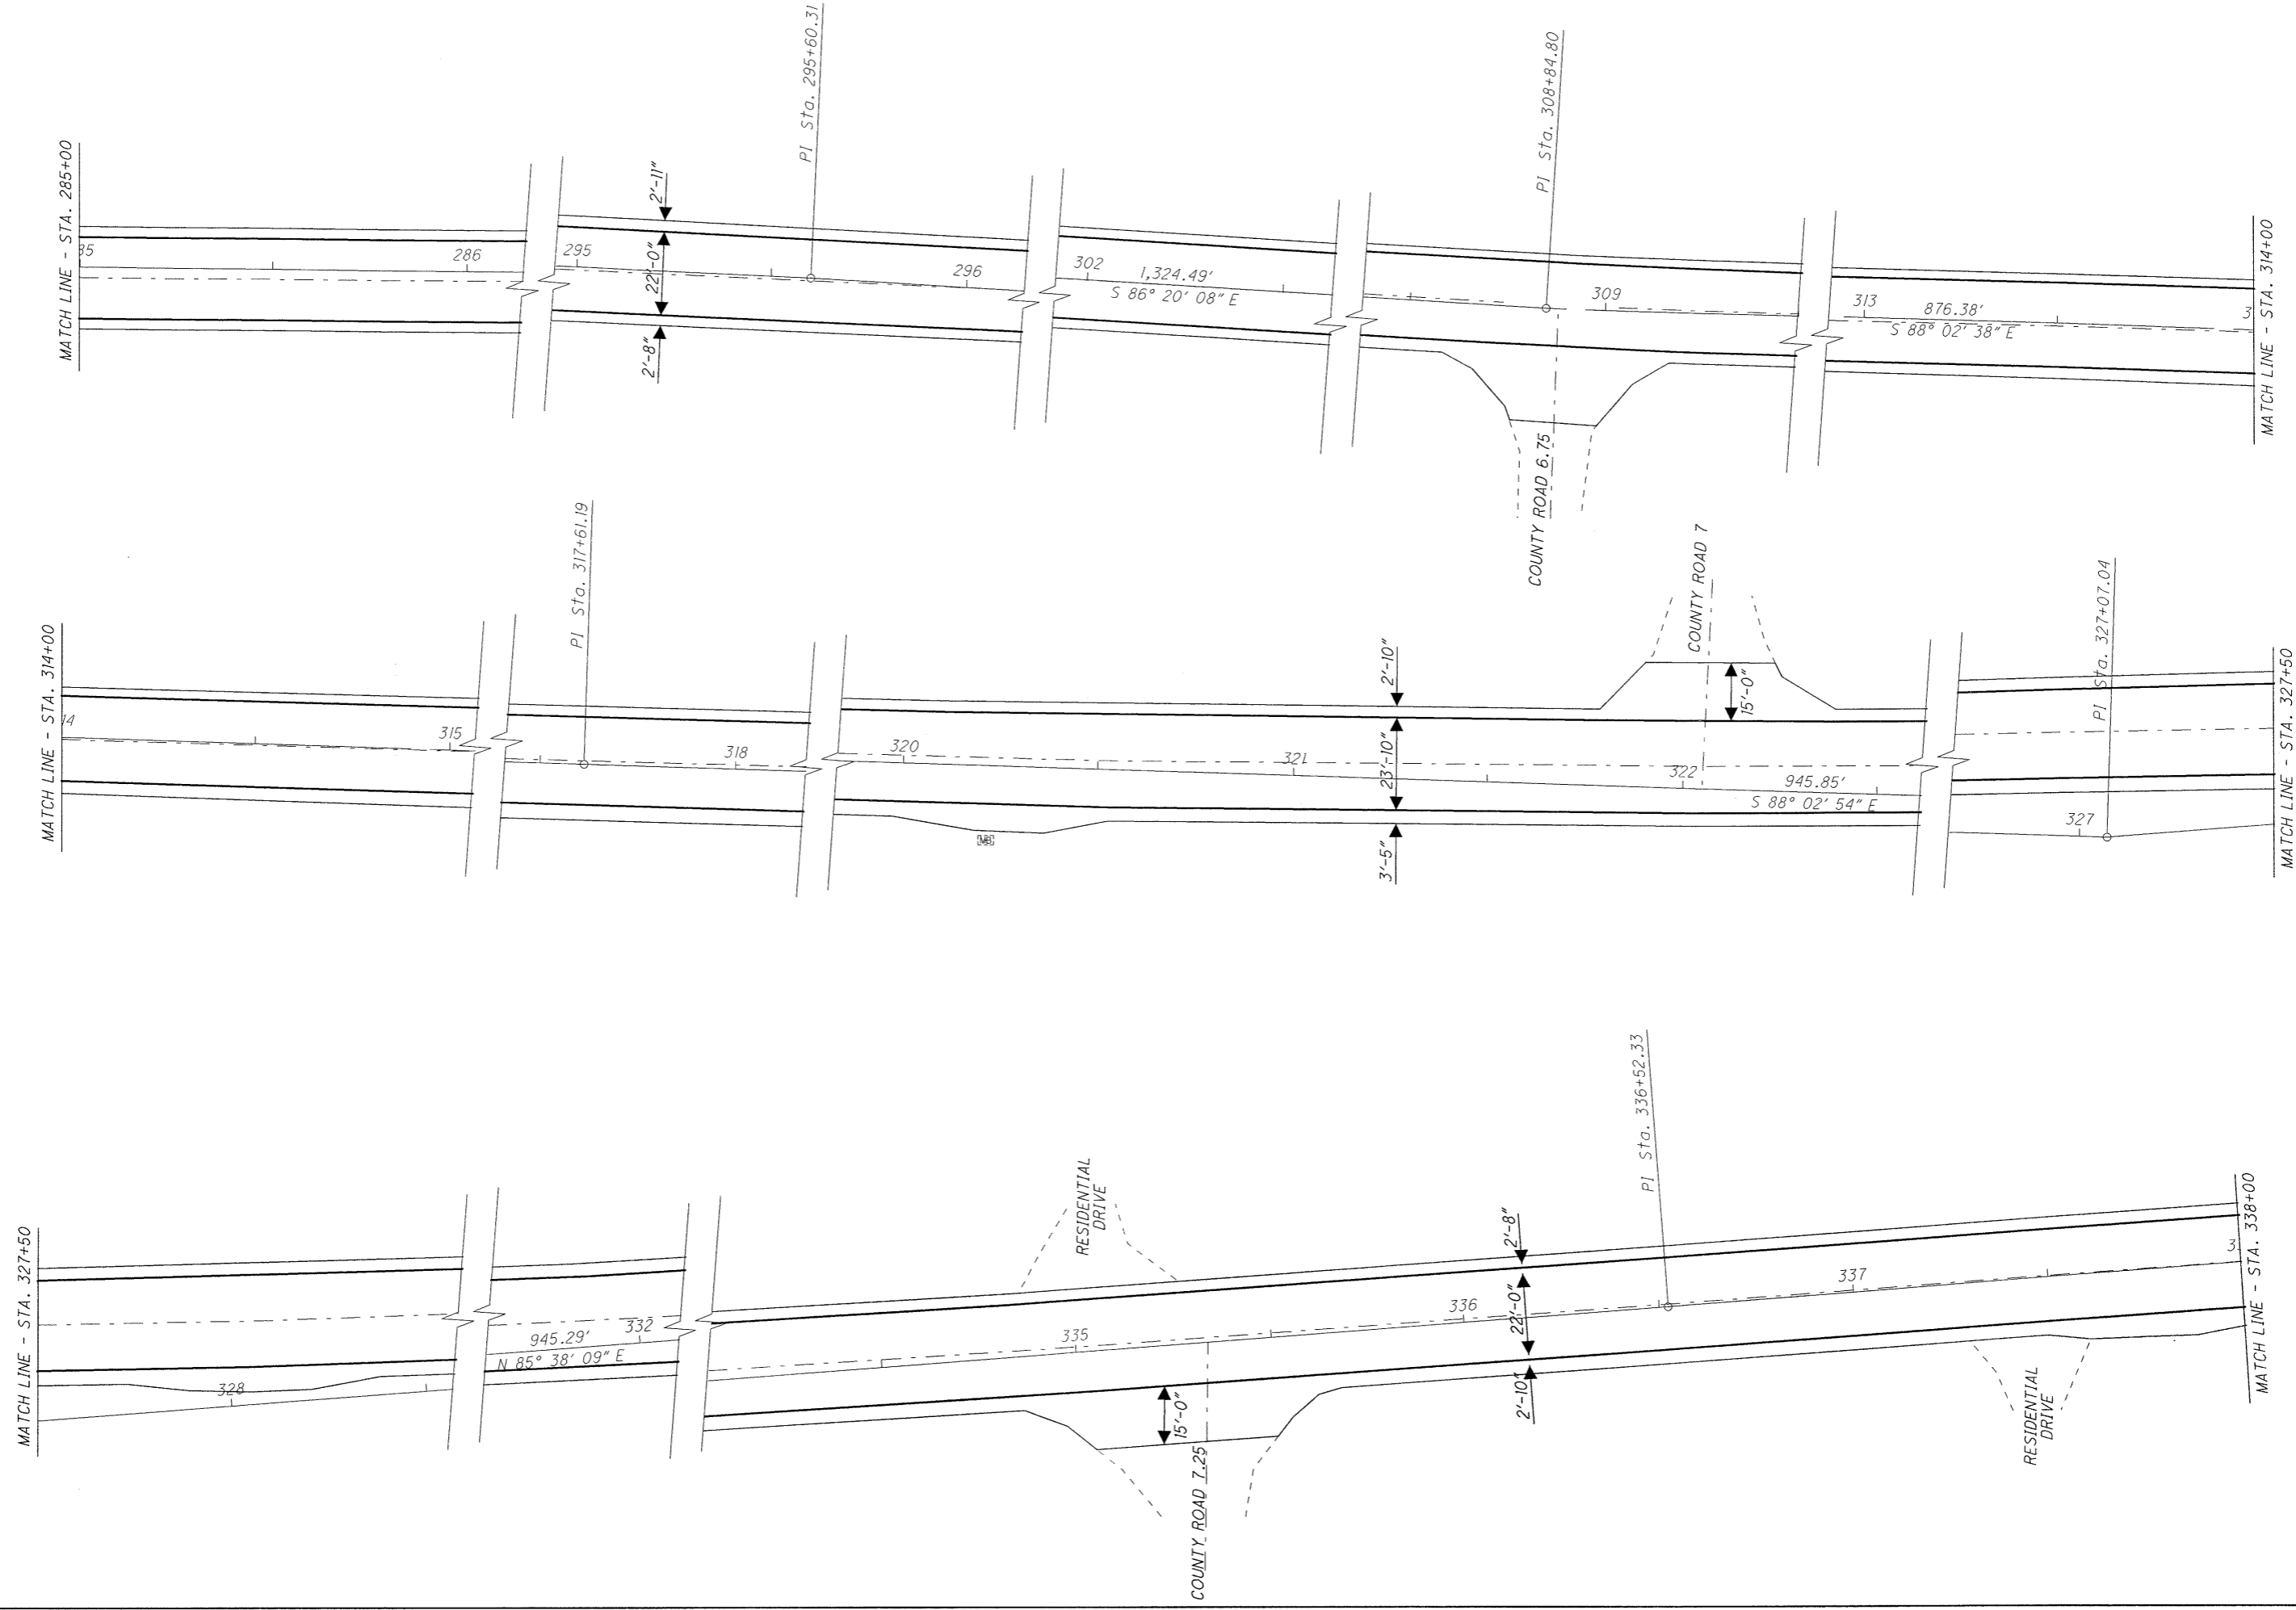 MATCH LINE - STA. 285+00
85
286
295
2'-11"
22'-0"
2'-8"
PI Sta. 295+60.31
296
302
1,324.49'
S 86° 20' 08" E
PI Sta. 308+84.80
309
COUNTY ROAD 6.75
313
876.38'
S 88° 02' 38" E
3
MATCH LINE - STA. 314+00
MATCH LINE - STA. 314+00
14
315
PI Sta. 317+61.19
318
320
321
2'-10"
23'-10"
3'-5"
322
COUNTY ROAD 7
15'-0"
945.85'
S 88° 02' 54" E
327
PI Sta. 327+07.04
MATCH LINE - STA. 327+50
MATCH LINE - STA. 327+50
328
945.29'
N 85° 38' 09" E
332
RESIDENTIAL
DRIVE
335
15'-0"
COUNTY ROAD 7.25
336
2'-8"
22'-0"
2'-10"
PI Sta. 336+52.33
337
RESIDENTIAL
DRIVE
3
MATCH LINE - STA. 338+00